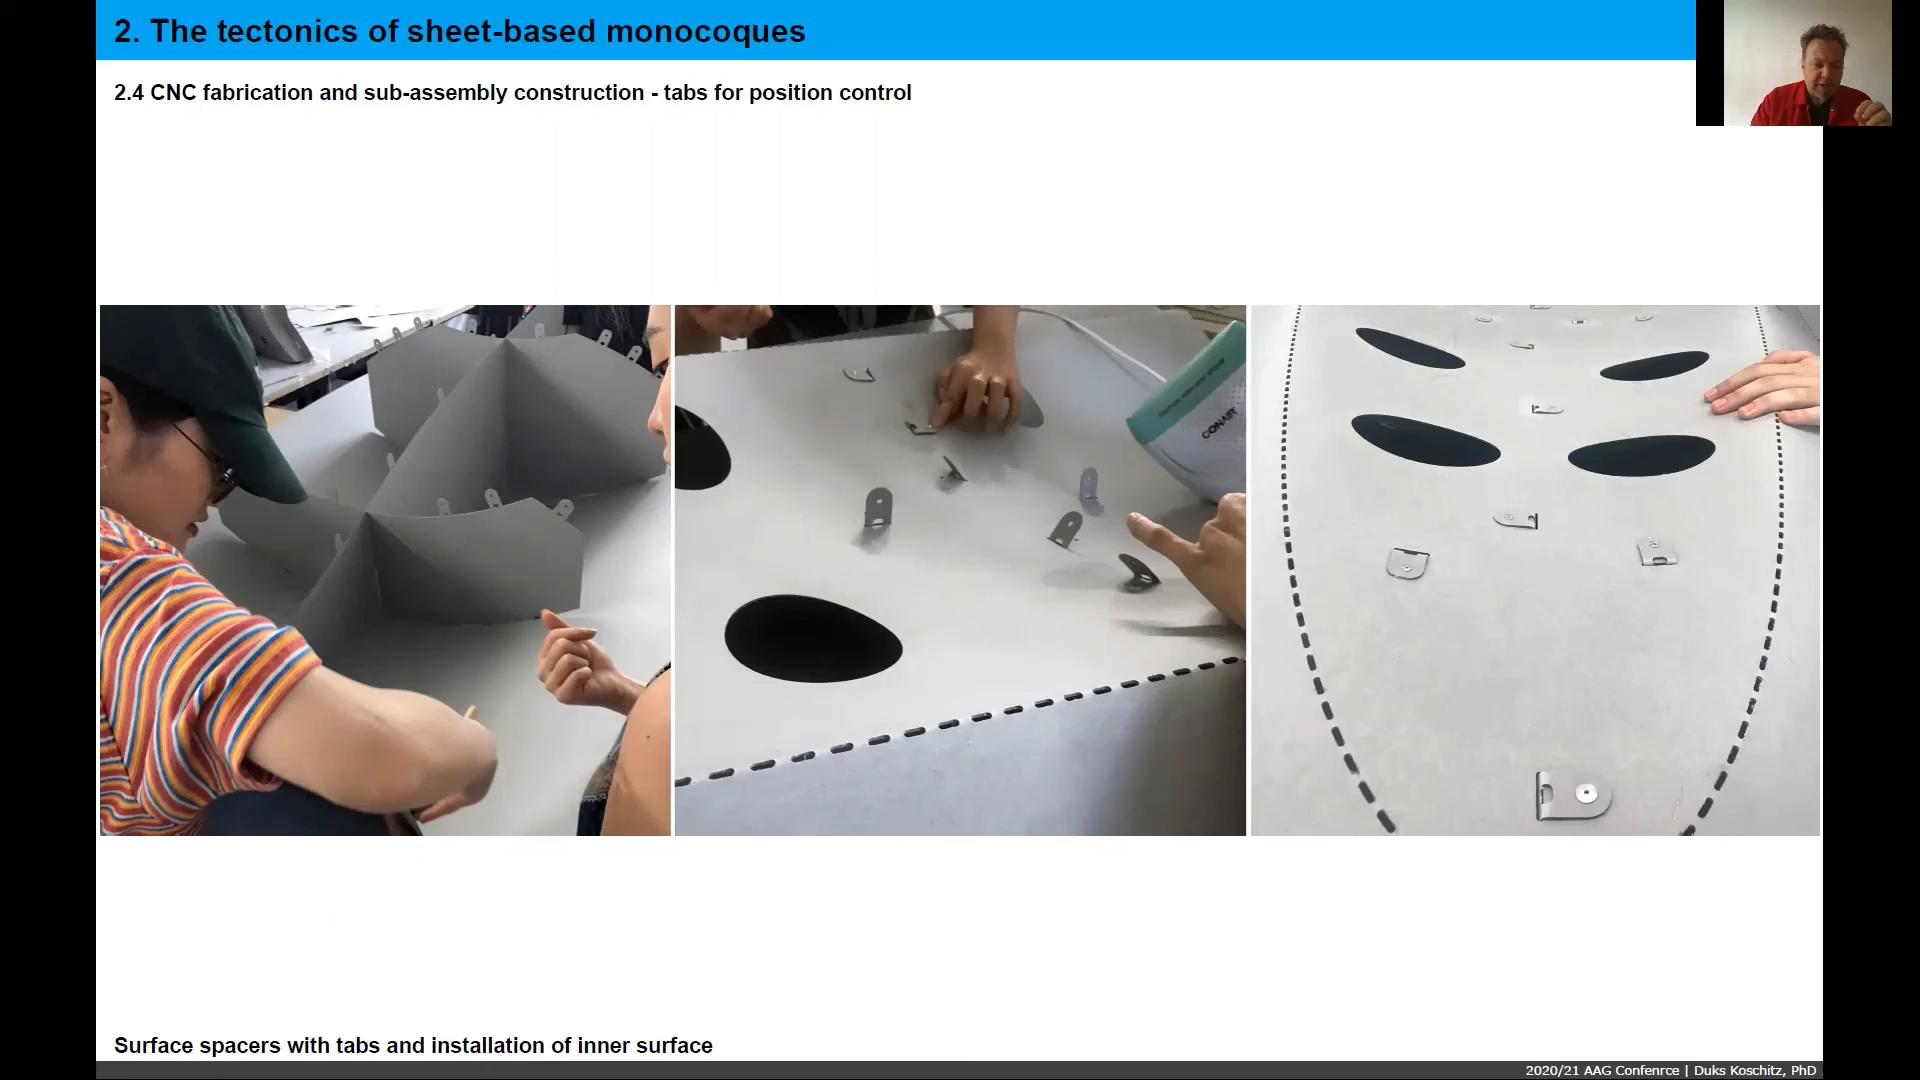 2. The tectonics of sheet-based monocoques
2.4 CNC fabrication and sub-assembly construction - tabs for position control
CONAIR
Surface spacers with tabs and installation of inner surface
2020/21 AAG Confenrce | Duks Koschitz, PhD